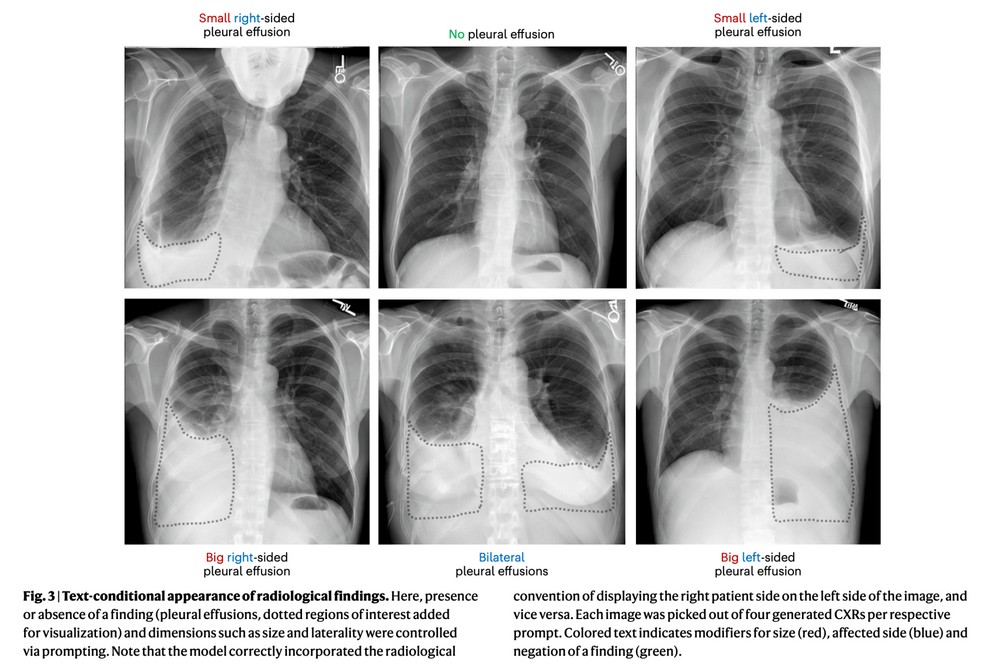 Small right-sided
pleural effusion
No pleural effusion
Small left-sided
pleural effusion
Big right-sided
pleural effusion
Bilateral
pleural effusions
Big left-sided
pleural effusion
Fig. 3 | Text-conditional appearance of radiological findings. Here, presence
or absence of a finding (pleural effusions, dotted regions of interest added
for visualization) and dimensions such as size and laterality were controlled
via prompting. Note that the model correctly incorporated the radiological
convention of displaying the right patient side on the left side of the image, and
vice versa. Each image was picked out of four generated CXRs per respective
prompt. Colored text indicates modifiers for size (red), affected side (blue) and
negation of a finding (green).